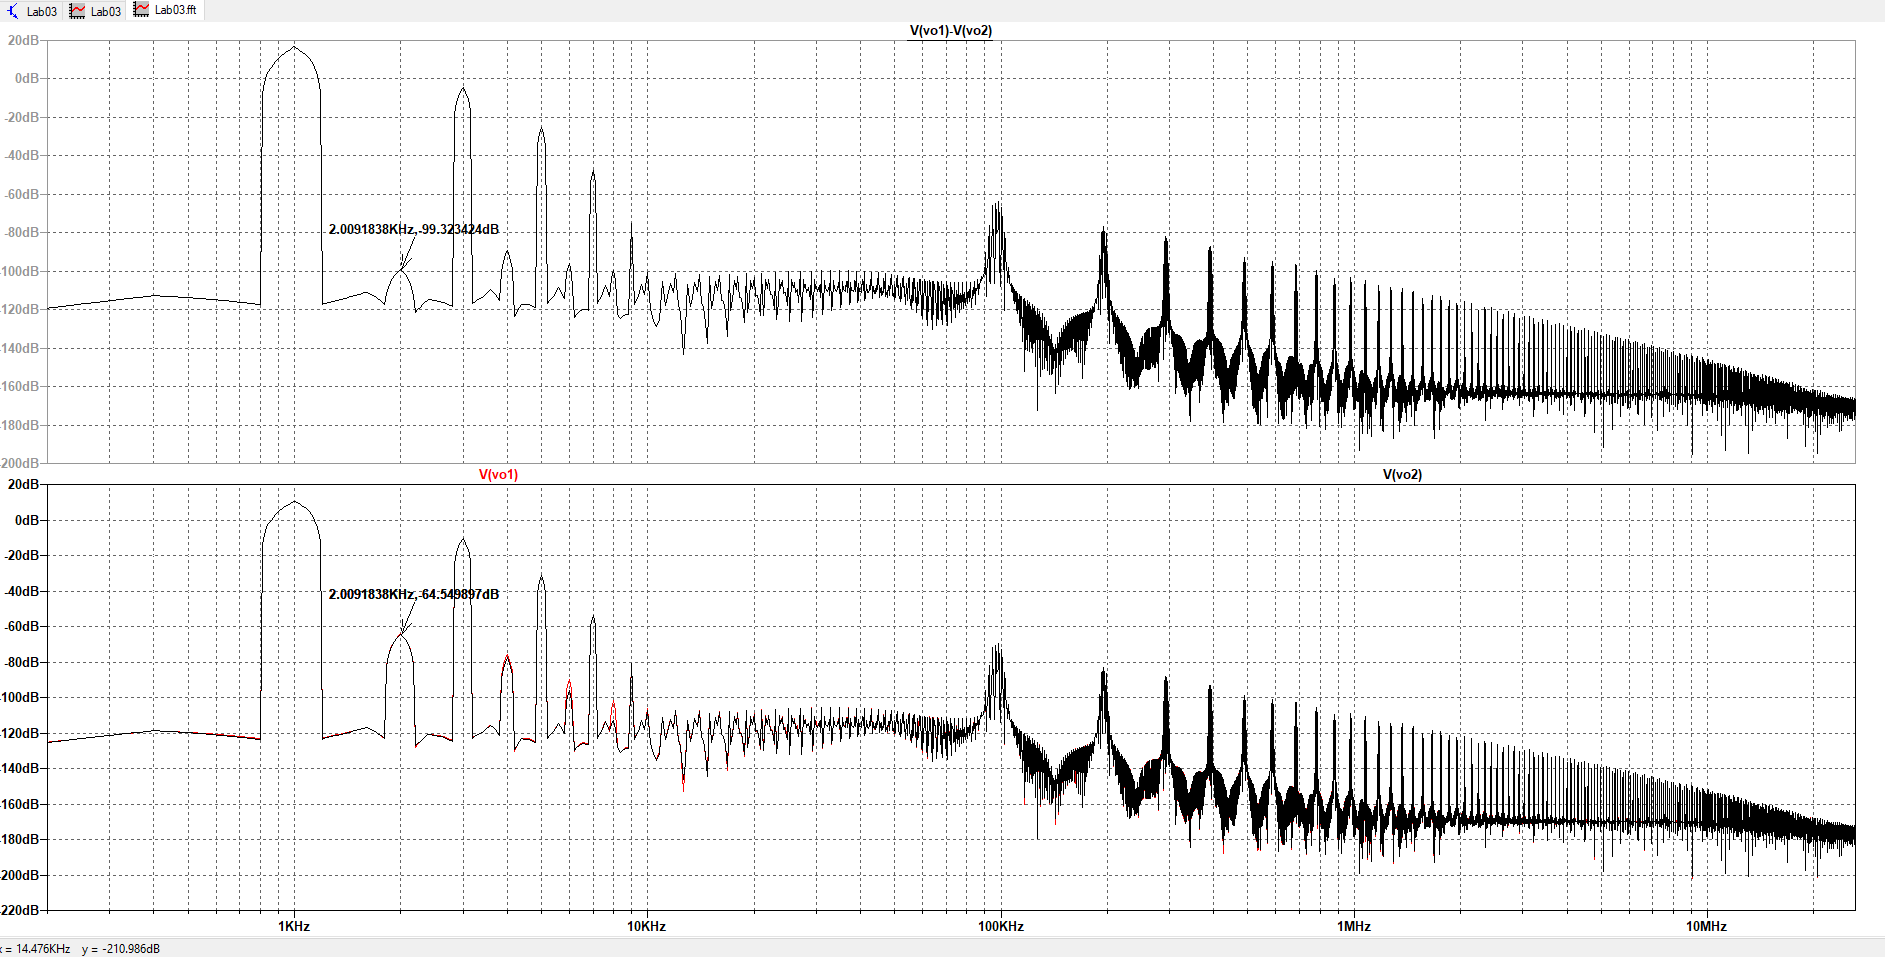 Lab03 Lab03 Lab03.fft
V(vo1)-V(vo2)
20dB
0dB
-20dB
-40dB
-60dB
-80dB
2.0091838KHz,-99.323424dB
100dB
120dB
140dB
160dB
180dB
200dB
V(vo1) V(vo2)
20dB
0dB
-20dB
-40dB
2.0091838KHz,-64.549897dB
-60dB
-80dB
100dB
120dB
140dB
160dB
180dB
200dB
220dB
1KHz 10KHz 100KHz 1MHz 10MHz
x = 14.476KHz y = -210.986dB